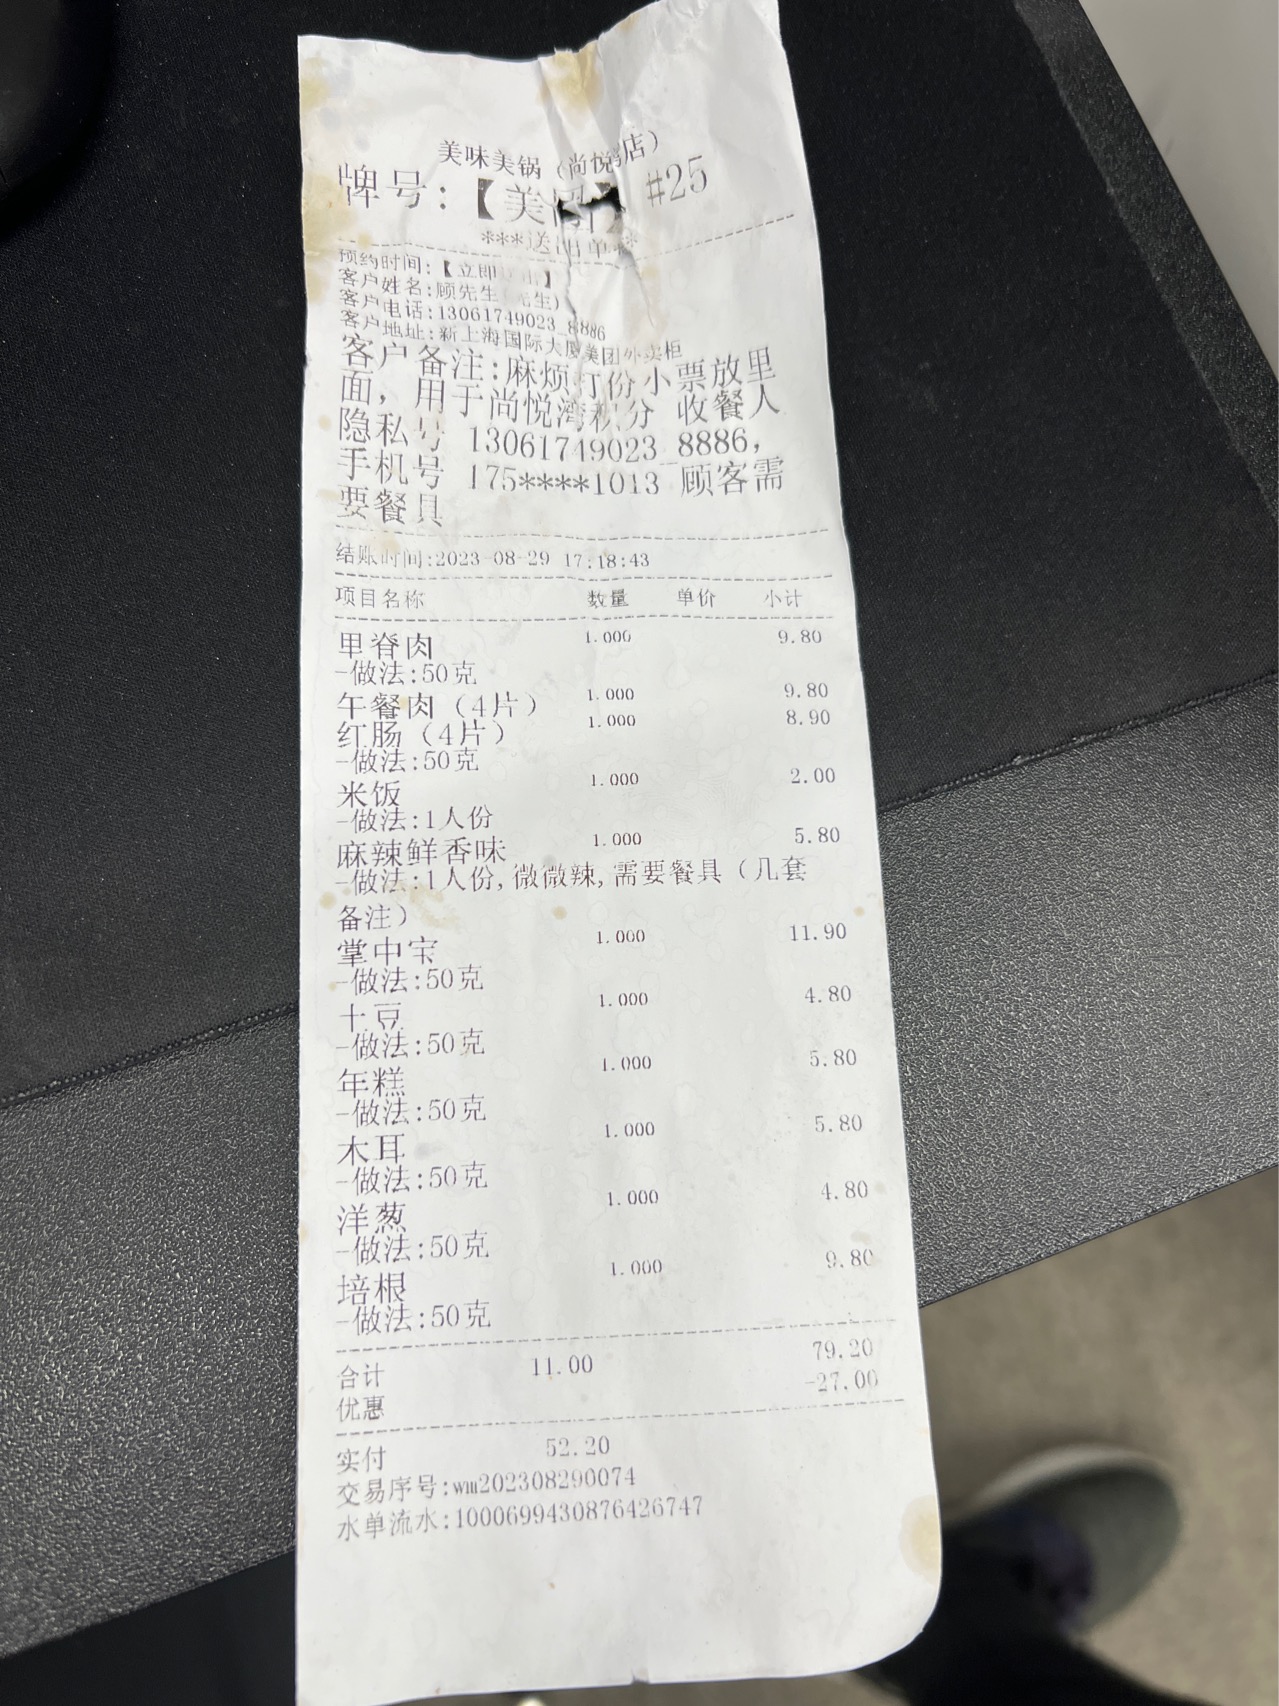 美味美锅（尚悦湾店）
牌号:【美团】 #25
***送出单**
预约时间:【立即送出】
客户姓名:顾先生(先生)
客户电话:13061749023_8886
客户地址:新上海国际大厦美团外卖柜
客户备注:麻烦打份小票放里
面，用于尚悦湾积分 收餐人
隐私号 13061749023_8886,
手机号 175****1013 顾客需
要餐具
结账时间:2023-08-29 17:18:43
项目名称 数量 单价 小计
里脊肉 1.000 9.80
-做法:50克
午餐肉（4片） 1.000 9.80
红肠（4片） 1.000 8.90
-做法:50克
米饭 1.000 2.00
-做法:1人份
麻辣鲜香味 1.000 5.80
-做法:1人份,微微辣,需要餐具（几套
备注）
掌中宝 1.000 11.90
-做法:50克
土豆 1.000 4.80
-做法:50克
年糕 1.000 5.80
-做法:50克
木耳 1.000 5.80
-做法:50克
洋葱 1.000 4.80
-做法:50克
培根 1.000 9.80
-做法:50克
合计 11.00 79.20
优惠 -27.00
实付 52.20
交易序号:wm202308290074
水单流水:1000699430876426747